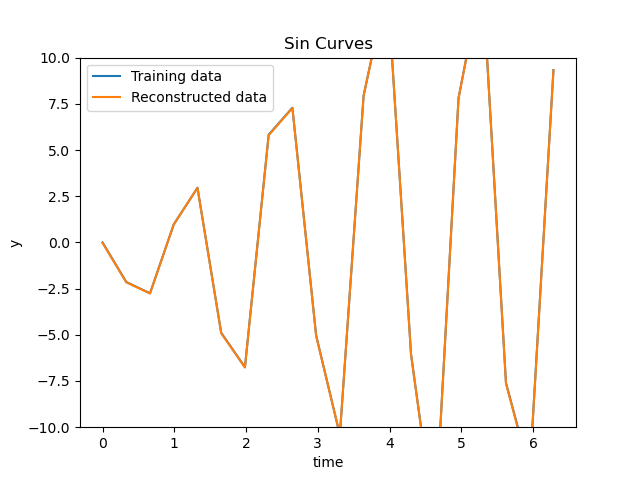 Sin Curves
Training data
Reconstructed data
10.0
7.5
5.0
2.5
0.0
−2.5
−5.0
−7.5
−10.0
y
0 1 2 3 4 5 6
time